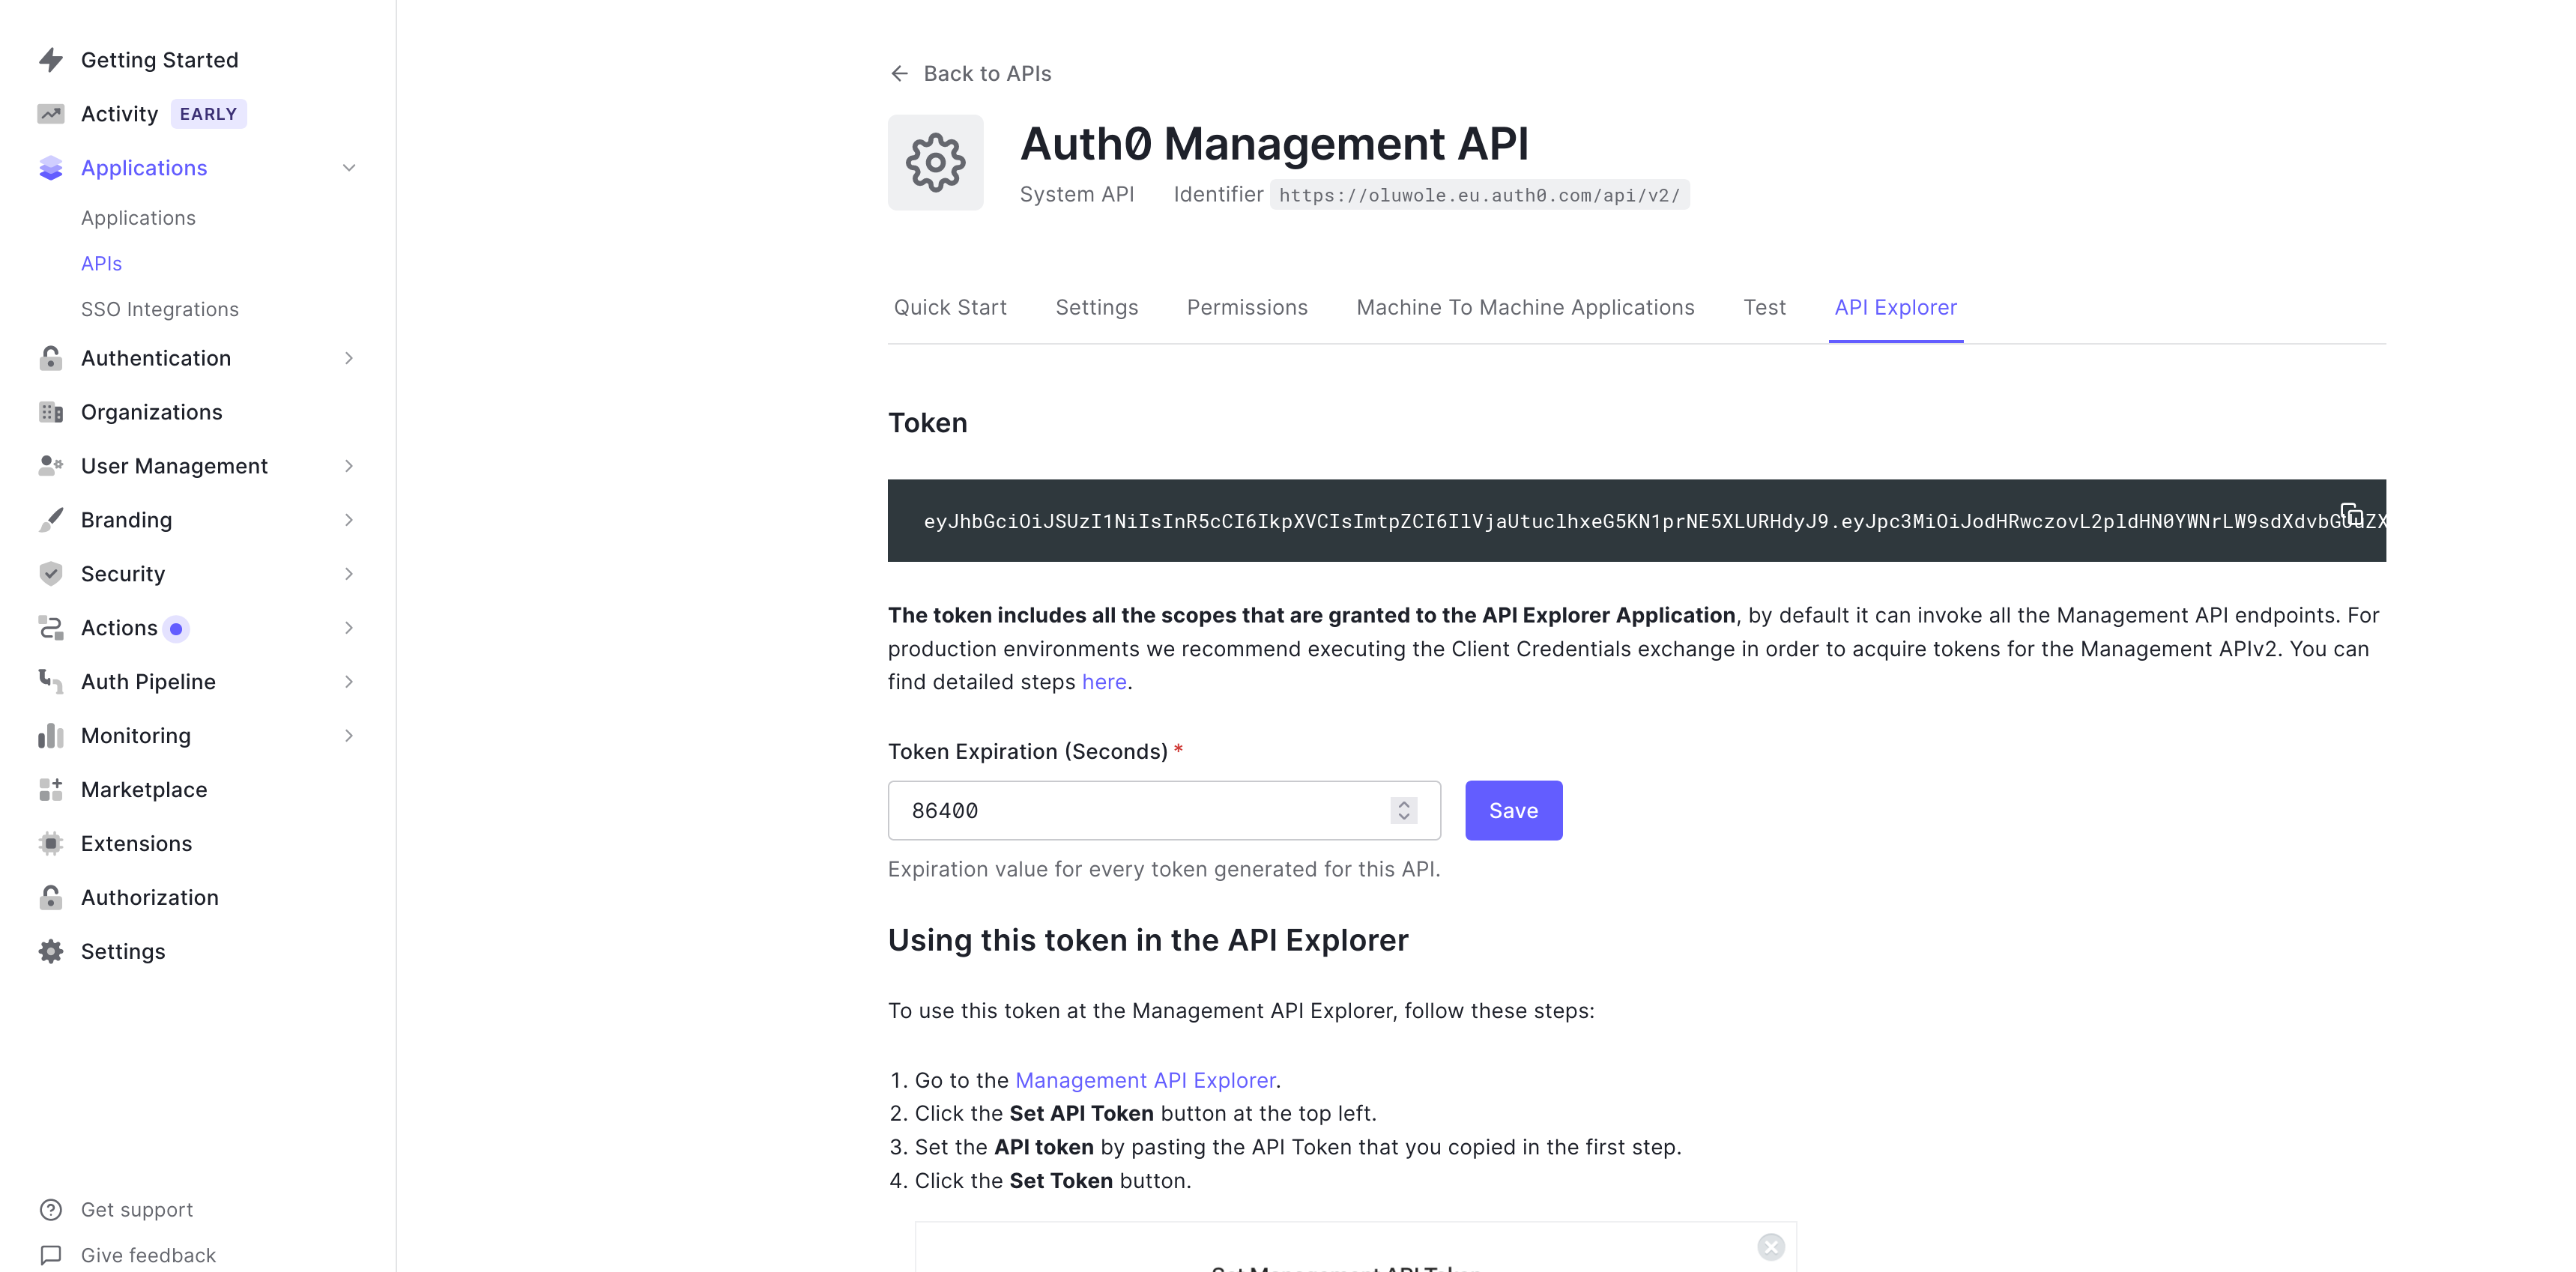 Getting Started
Activity EARLY
Applications
Applications
APIs
SSO Integrations
Authentication
Organizations
User Management
Branding
Security
Actions
Auth Pipeline
Monitoring
Marketplace
Extensions
Authorization
Settings
Get support
Give feedback
Back to APIs
Auth0 Management API
System API Identifier https://oluwole.eu.auth0.com/api/v2/
Quick Start Settings Permissions Machine To Machine Applications Test API Explorer
Token
The token includes all the scopes that are granted to the API Explorer Application, by default it can invoke all the Management API endpoints. For
production environments we recommend executing the Client Credentials exchange in order to acquire tokens for the Management APIv2. You can
find detailed steps here.
Token Expiration (Seconds) *
86400 Save
Expiration value for every token generated for this API.
Using this token in the API Explorer
To use this token at the Management API Explorer, follow these steps:
1. Go to the Management API Explorer.
2. Click the Set API Token button at the top left.
3. Set the API token by pasting the API Token that you copied in the first step.
4. Click the Set Token button.